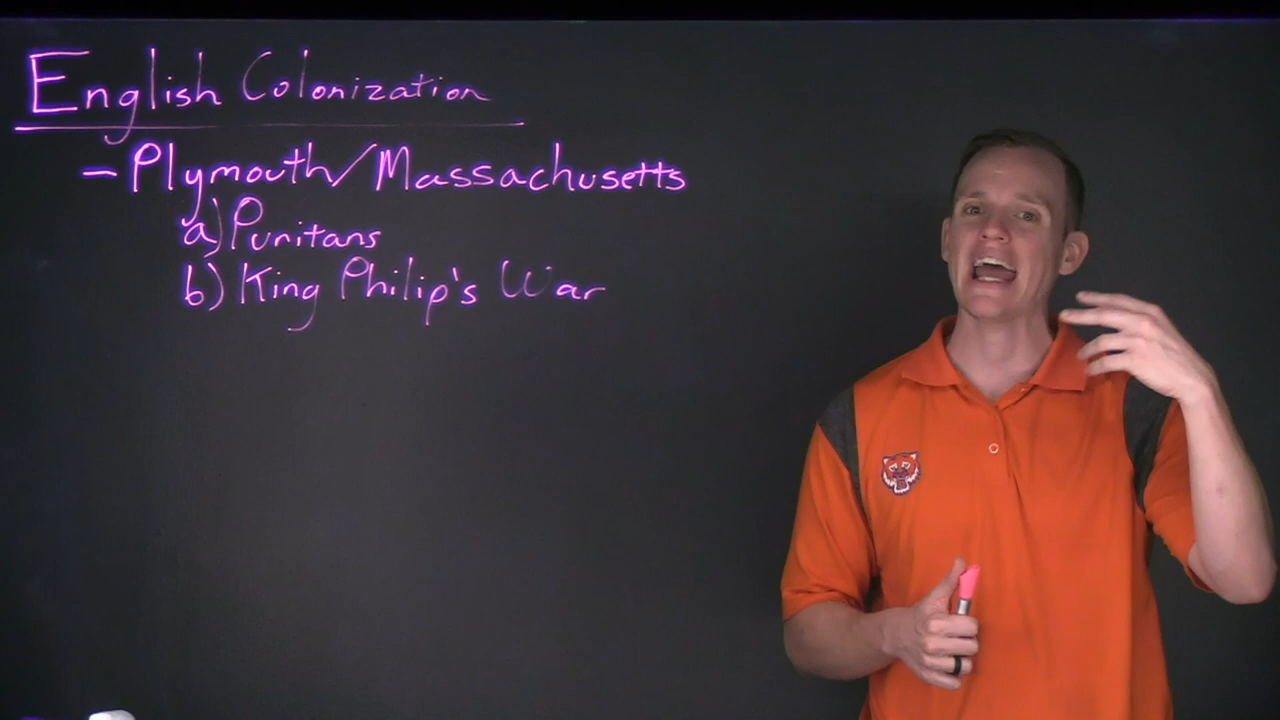 English Colonization
- Plymouth/Massachusetts
a) Puritans
b) King Philip's War